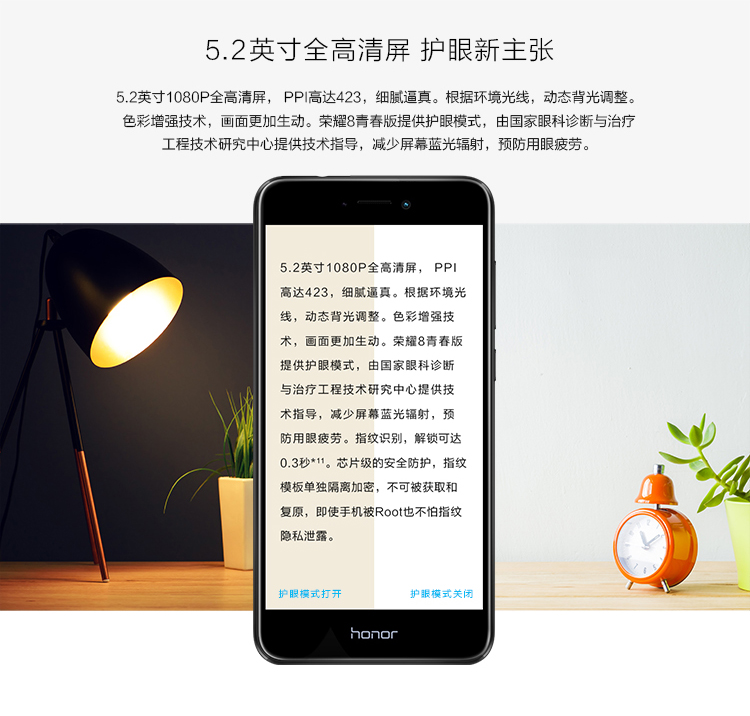 5.2英寸全高清屏 护眼新主张
5.2英寸1080P全高清屏， PPI高达423，细腻逼真。根据环境光线，动态背光调整。
色彩增强技术，画面更加生动。荣耀8青春版提供护眼模式，由国家眼科诊断与治疗
工程技术研究中心提供技术指导，减少屏幕蓝光辐射，预防用眼疲劳。
5.2英寸1080P全高清屏， PPI
高达423，细腻逼真。根据环境光
线，动态背光调整。色彩增强技
术，画面更加生动。荣耀8青春版
提供护眼模式，由国家眼科诊断
与治疗工程技术研究中心提供技
术指导，减少屏幕蓝光辐射，预
防用眼疲劳。指纹识别，解锁可达
0.3秒*¹¹。芯片级的安全防护，指纹
模板单独隔离加密，不可被获取和
复原，即使手机被Root也不怕指纹
隐私泄露。
护眼模式打开
护眼模式关闭
honor